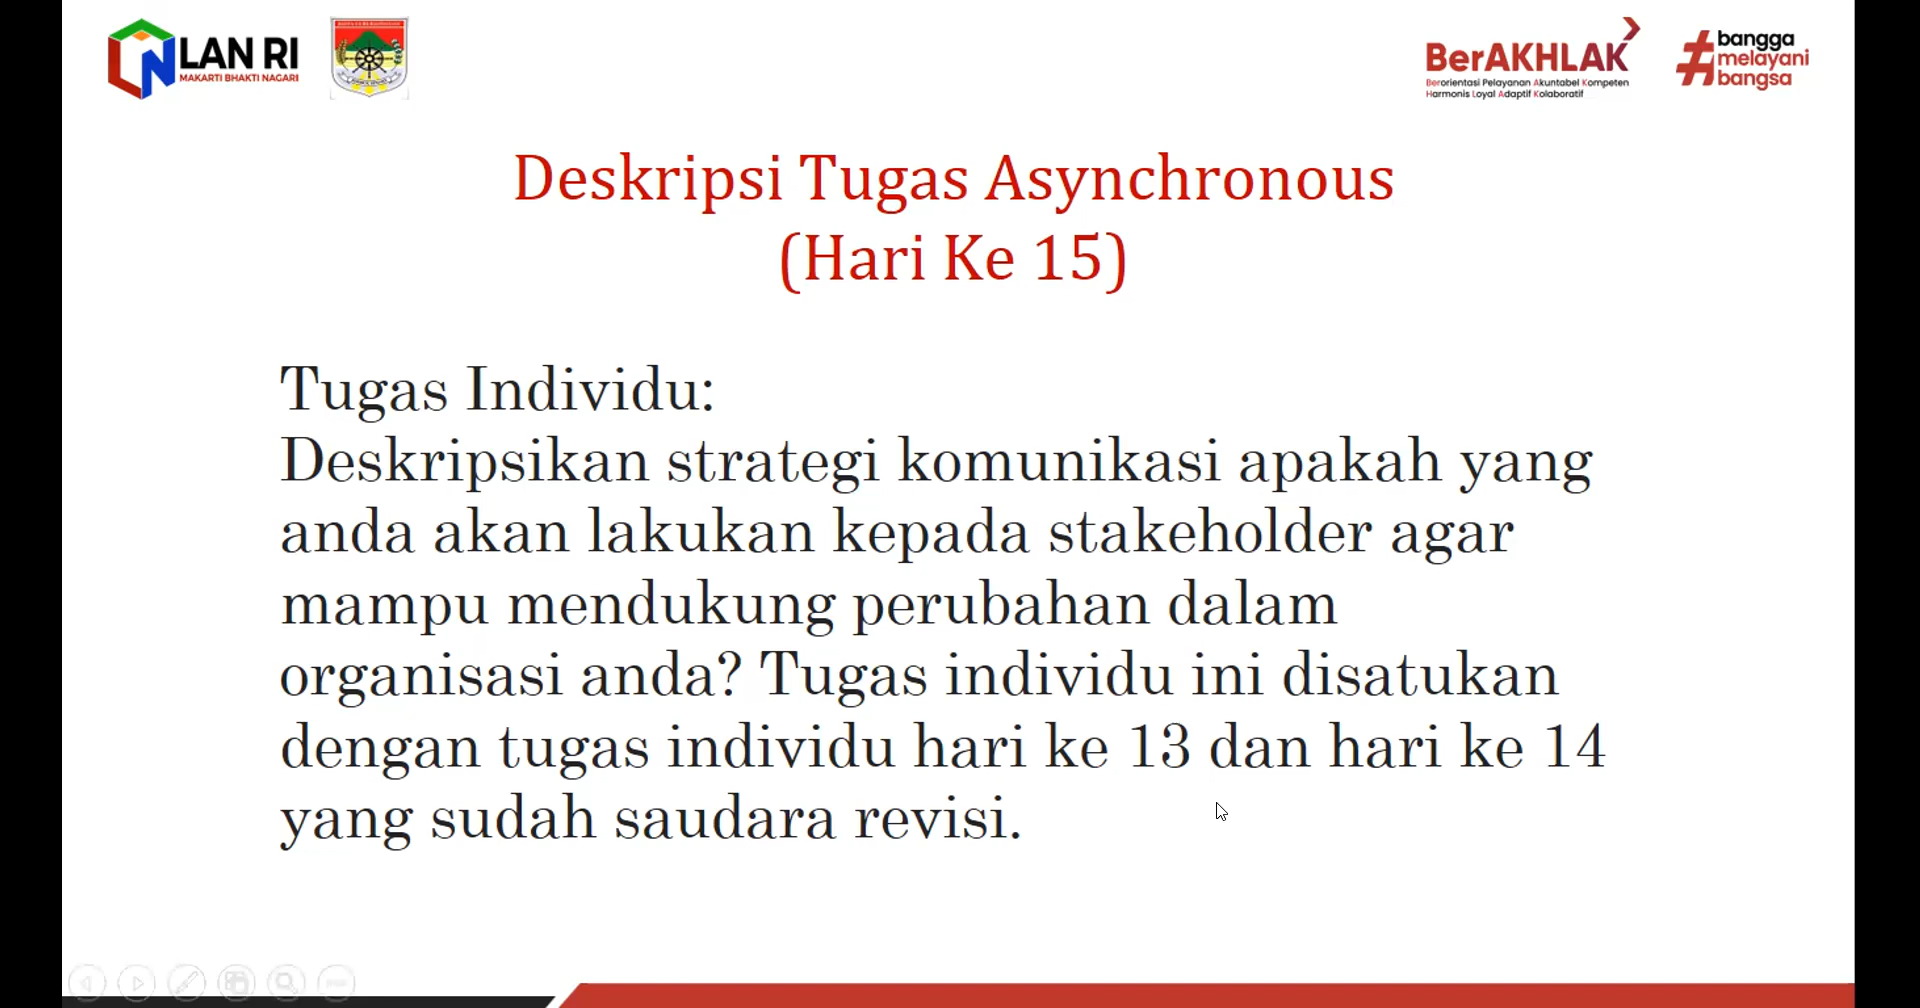 LAN RI
MAKARTI BHAKTI NAGARI
BerAKHLAK
Berorientasi Pelayanan Akuntabel Kompeten
Harmonis Loyal Adaptif Kolaboratif
#bangga
melayani
bangsa
Deskripsi Tugas Asynchronous
(Hari Ke 15)
Tugas Individu:
Deskripsikan strategi komunikasi apakah yang
anda akan lakukan kepada stakeholder agar
mampu mendukung perubahan dalam
organisasi anda? Tugas individu ini disatukan
dengan tugas individu hari ke 13 dan hari ke 14
yang sudah saudara revisi.